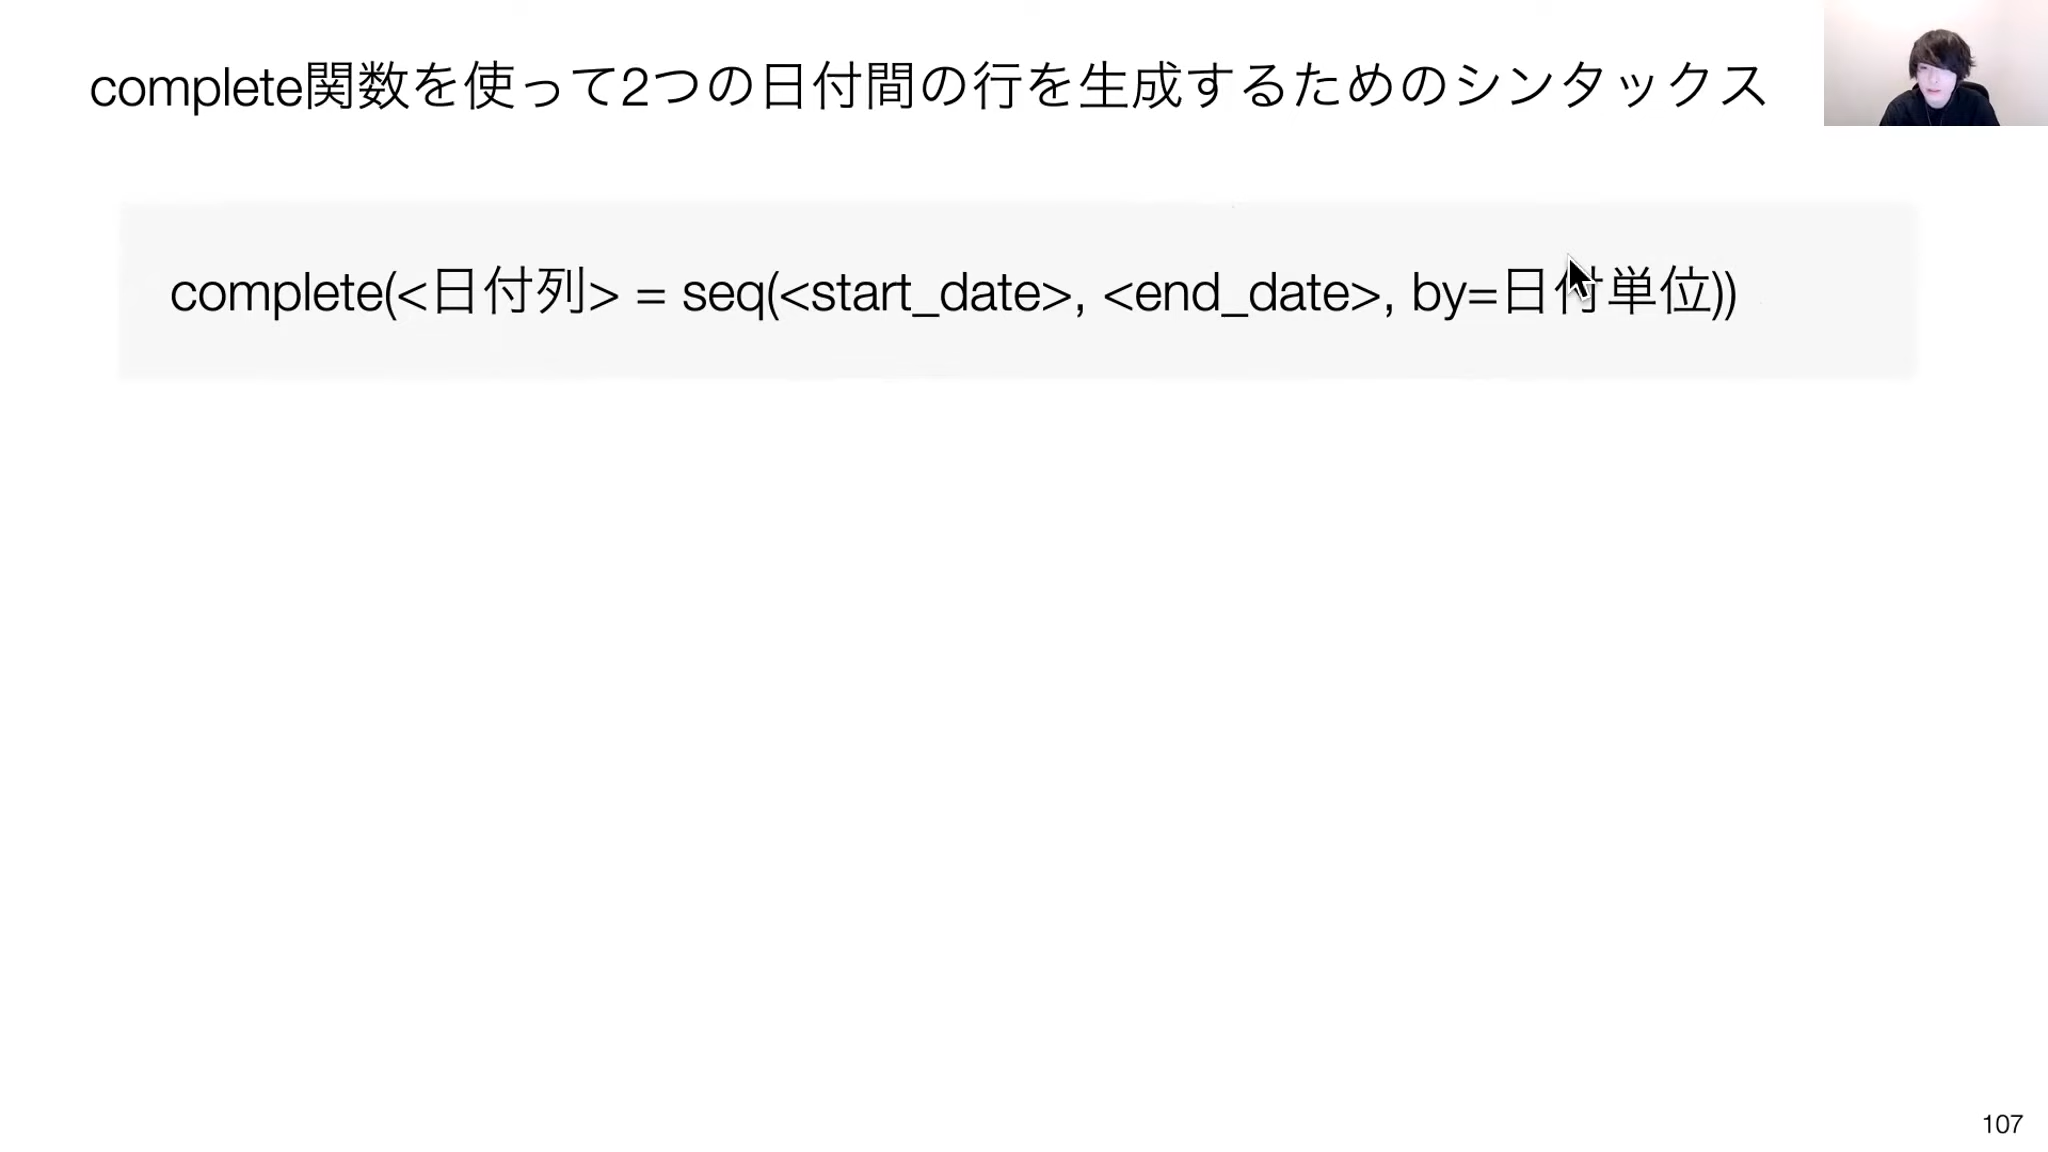 complete関数を使って2つの日付間の行を生成するためのシンタックス
complete(<日付列> = seq(<start_date>, <end_date>, by=日付単位))
107